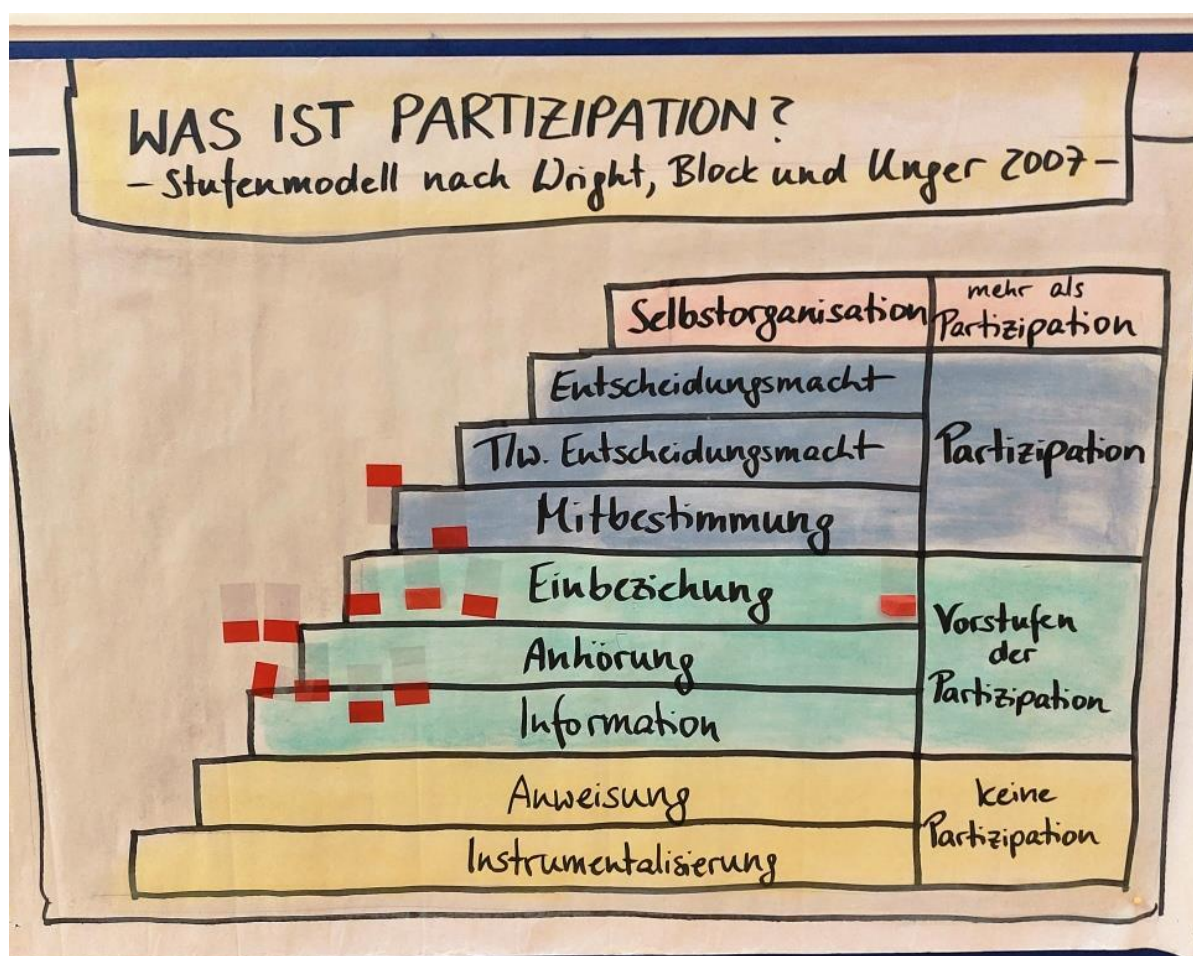 WAS IST PARTIZIPATION?
- Stufenmodell nach Wright, Block und Unger 2007 -
Selbstorganisation
mehr als
Partizipation
Entscheidungsmacht
Tlw. Entscheidungsmacht
Partizipation
Mitbestimmung
Einbeziehung
Anhörung
Information
Vorstufen
der
Partizipation
Anweisung
Instrumentalisierung
keine
Partizipation